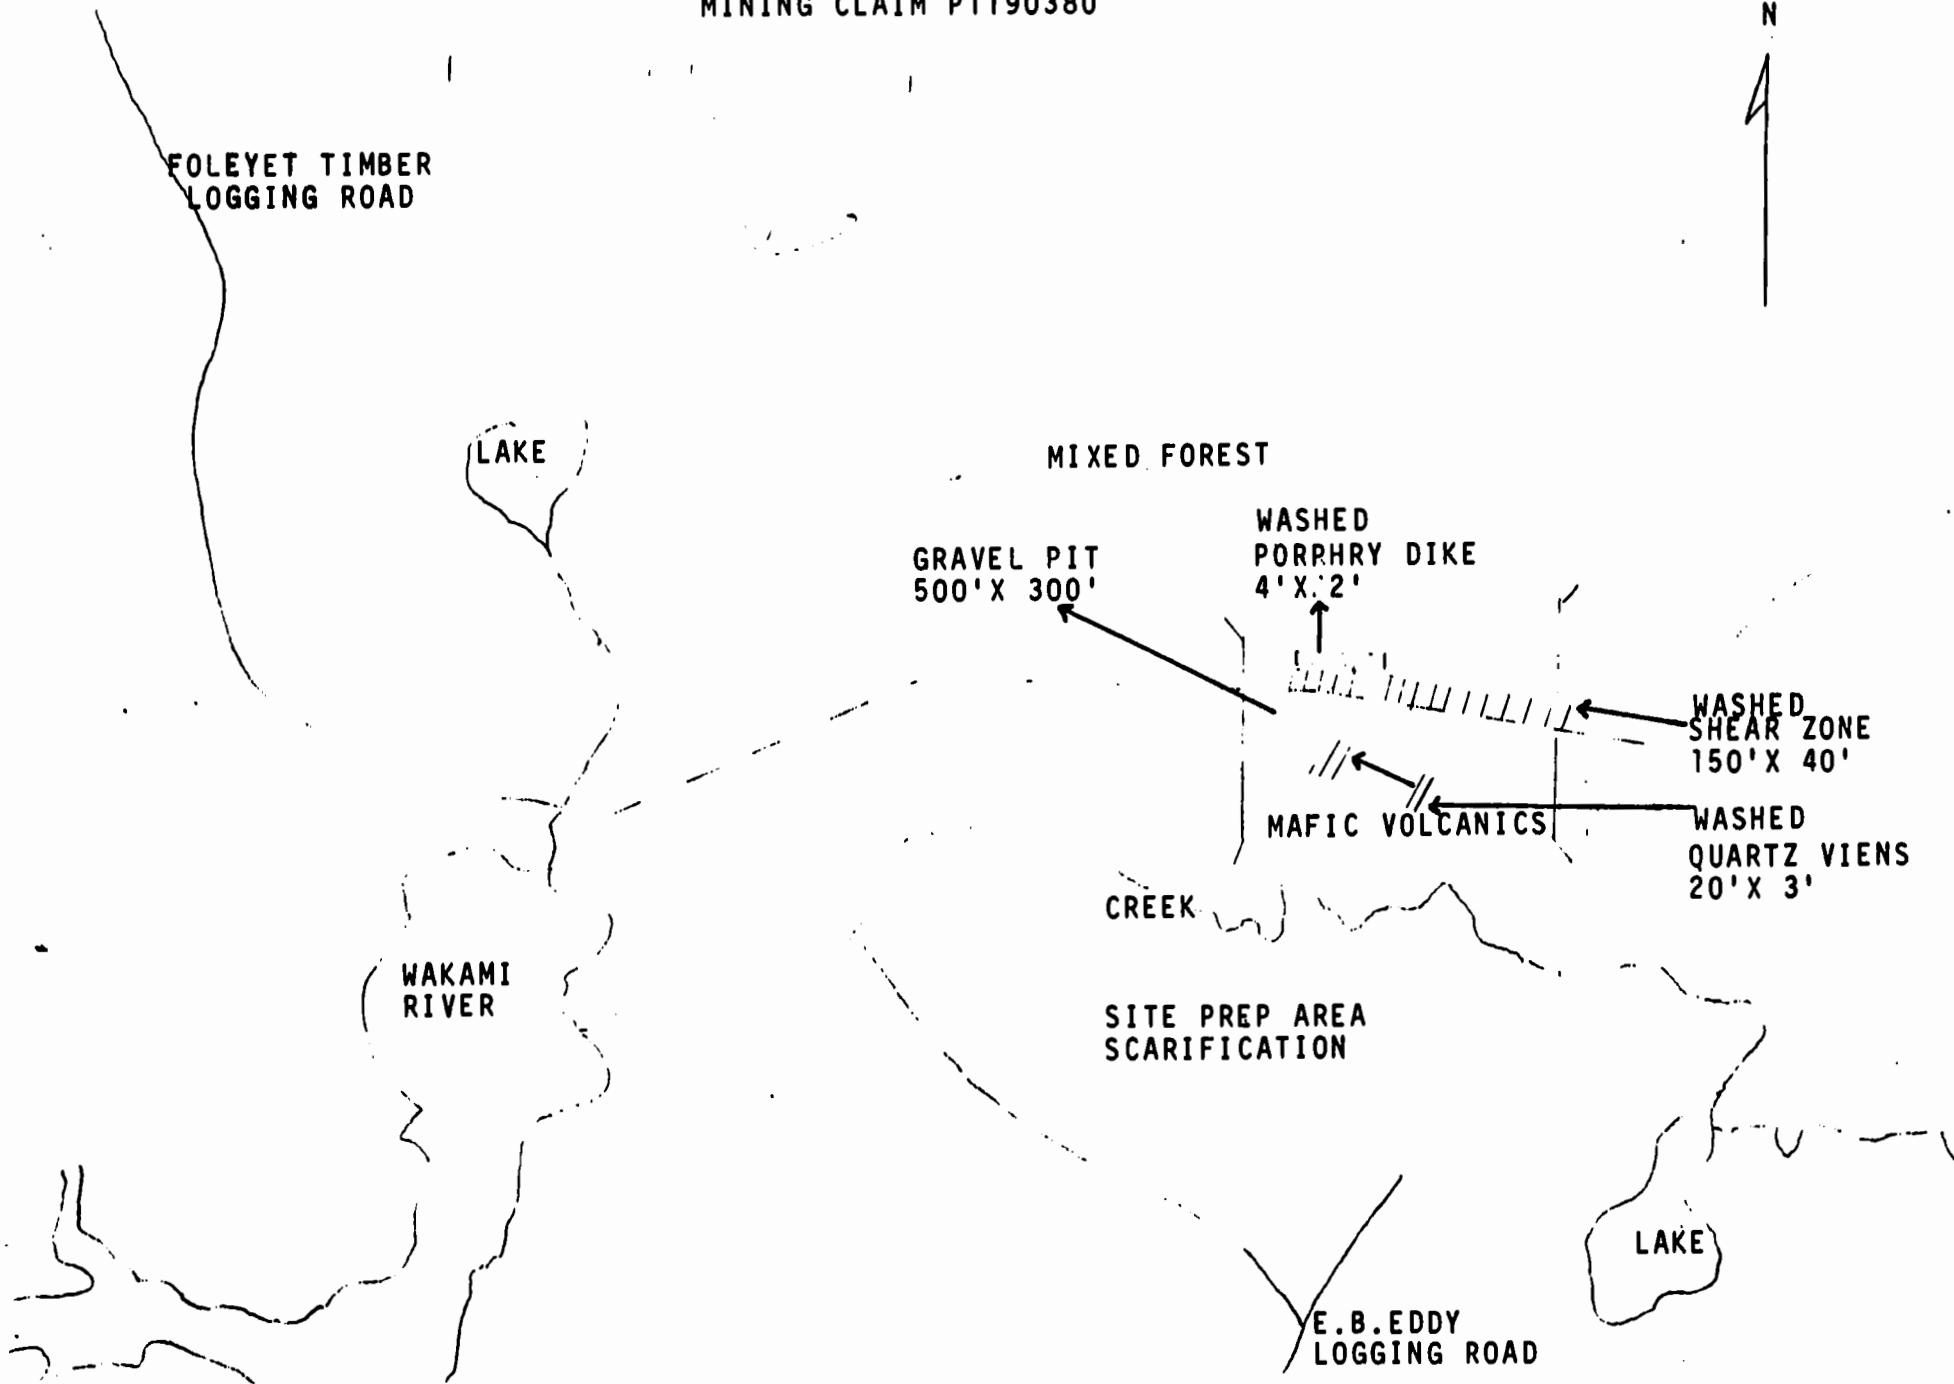 MINING CLAIM P1190380
N
FOLEYET TIMBER
LOGGING ROAD
LAKE
MIXED FOREST
WASHED
PORPHRY DIKE
4'X 2'
GRAVEL PIT
500'X 300'
WASHED
SHEAR ZONE
150'X 40'
MAFIC VOLCANICS
WASHED
QUARTZ VIENS
20'X 3'
CREEK
WAKAMI
RIVER
SITE PREP AREA
SCARIFICATION
LAKE
E.B.EDDY
LOGGING ROAD